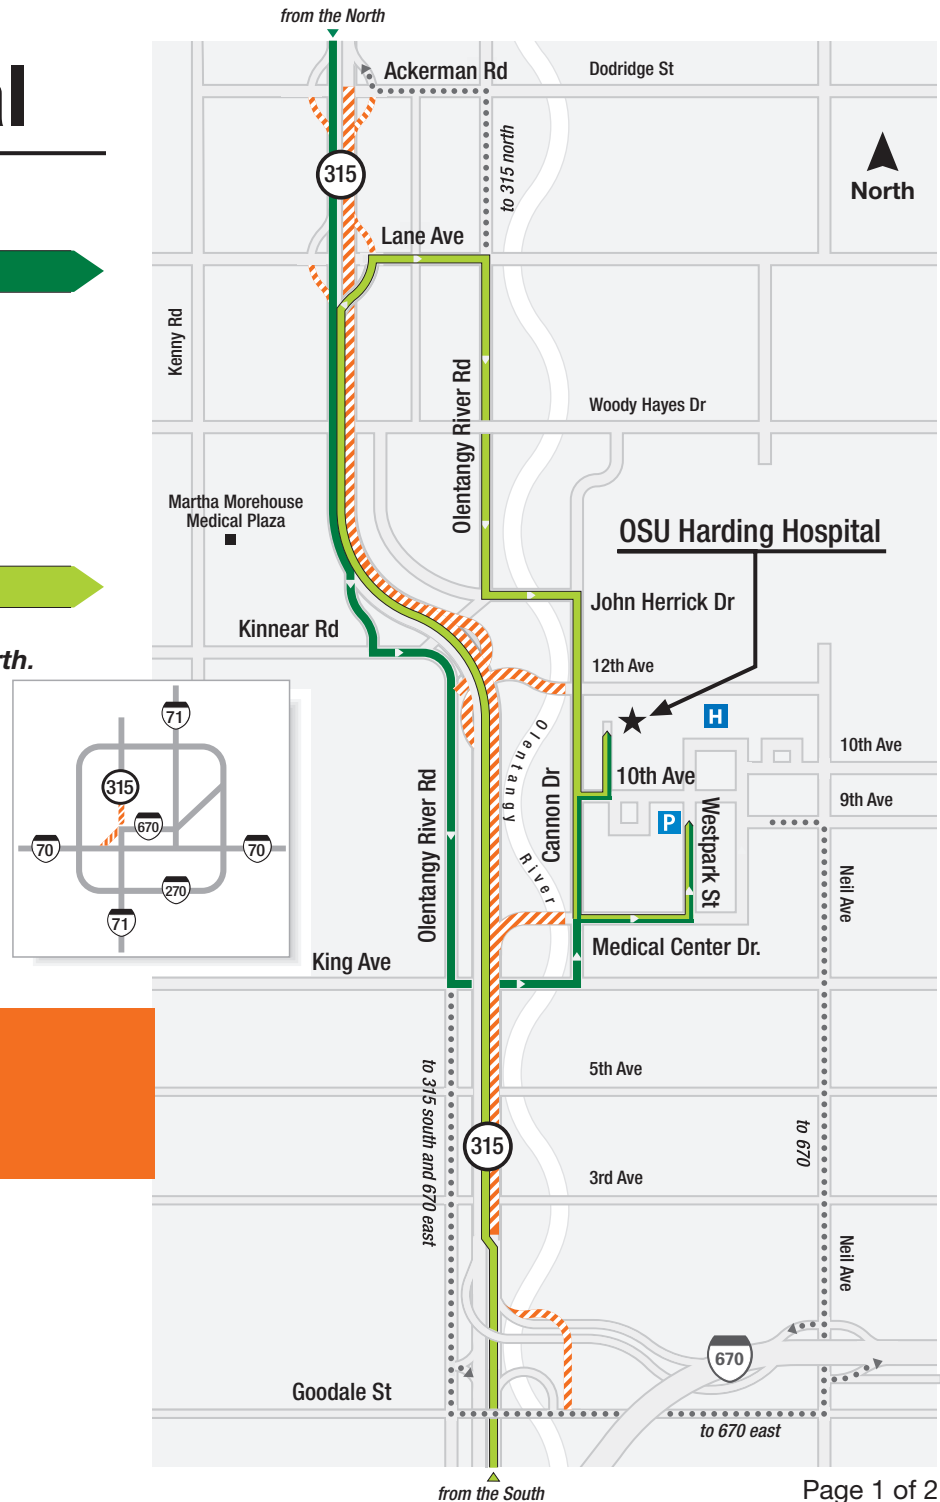 from the North
al
Ackerman Rd
Dodridge St
315
to 315 north
North
Lane Ave
Kenny Rd
Olentangy River Rd
Woody Hayes Dr
Martha Morehouse
Medical Plaza
OSU Harding Hospital
John Herrick Dr
Kinnear Rd
rth.
12th Ave
71
H
Olentangy
River
10th Ave
315
10th Ave
Cannon Dr
Olentangy River Rd
9th Ave
P
Westpark St
670
70
70
Neil Ave
270
71
Medical Center Dr.
King Ave
5th Ave
to 315 south and 670 east
to 670
315
3rd Ave
Neil Ave
670
Goodale St
to 670 east
from the South
Page 1 of 2